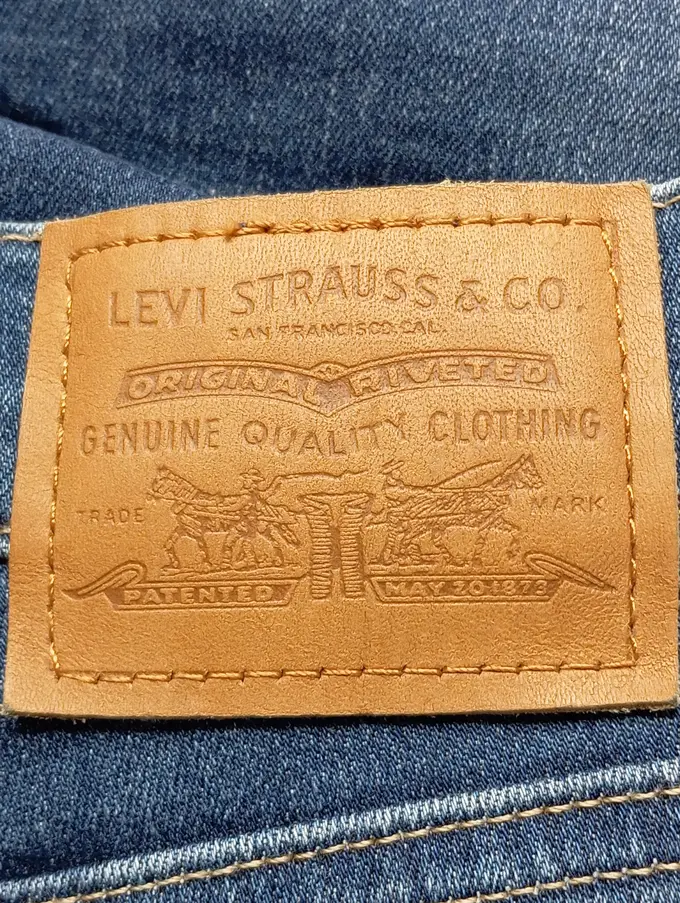 LEVI STRAUSS & CO.
SAN FRANCISCO, CAL.
ORIGINAL RIVETED
GENUINE QUALITY CLOTHING
TRADE MARK
PATENTED MAY 20 1873